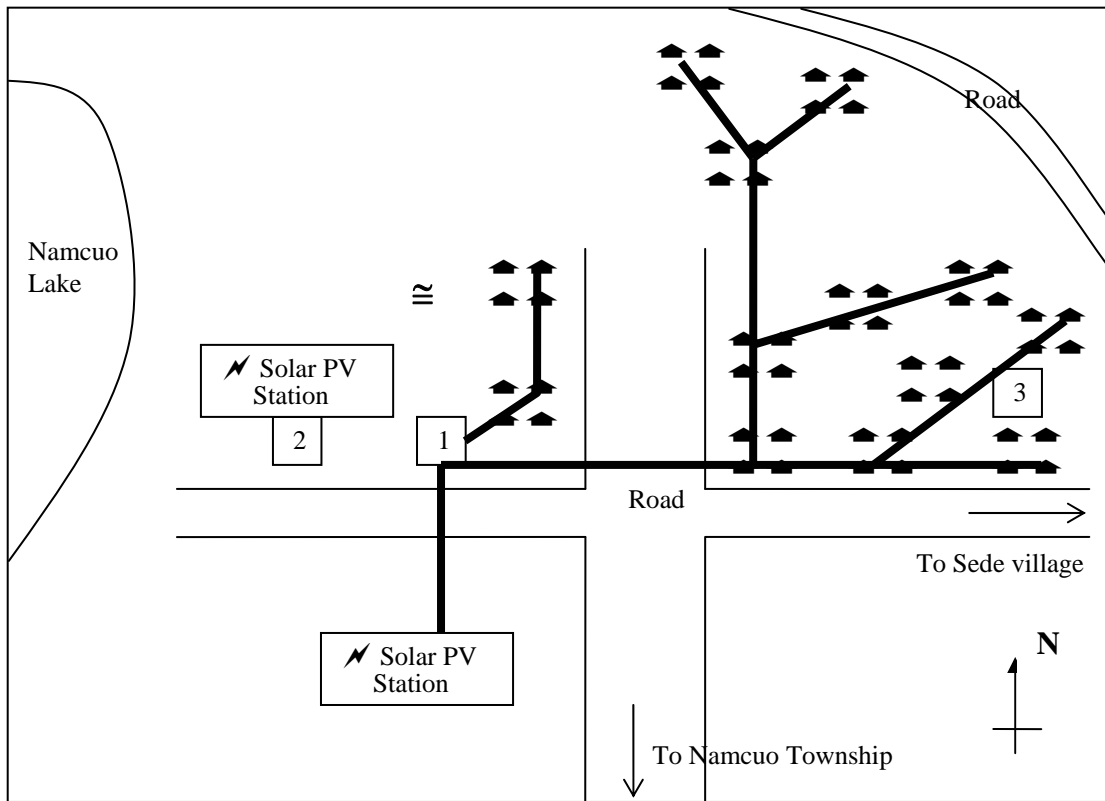 Road
Namcuo
Lake
≅
Solar PV
Station
2
1
3
Road
To Sede village
Solar PV
Station
N
To Namcuo Township